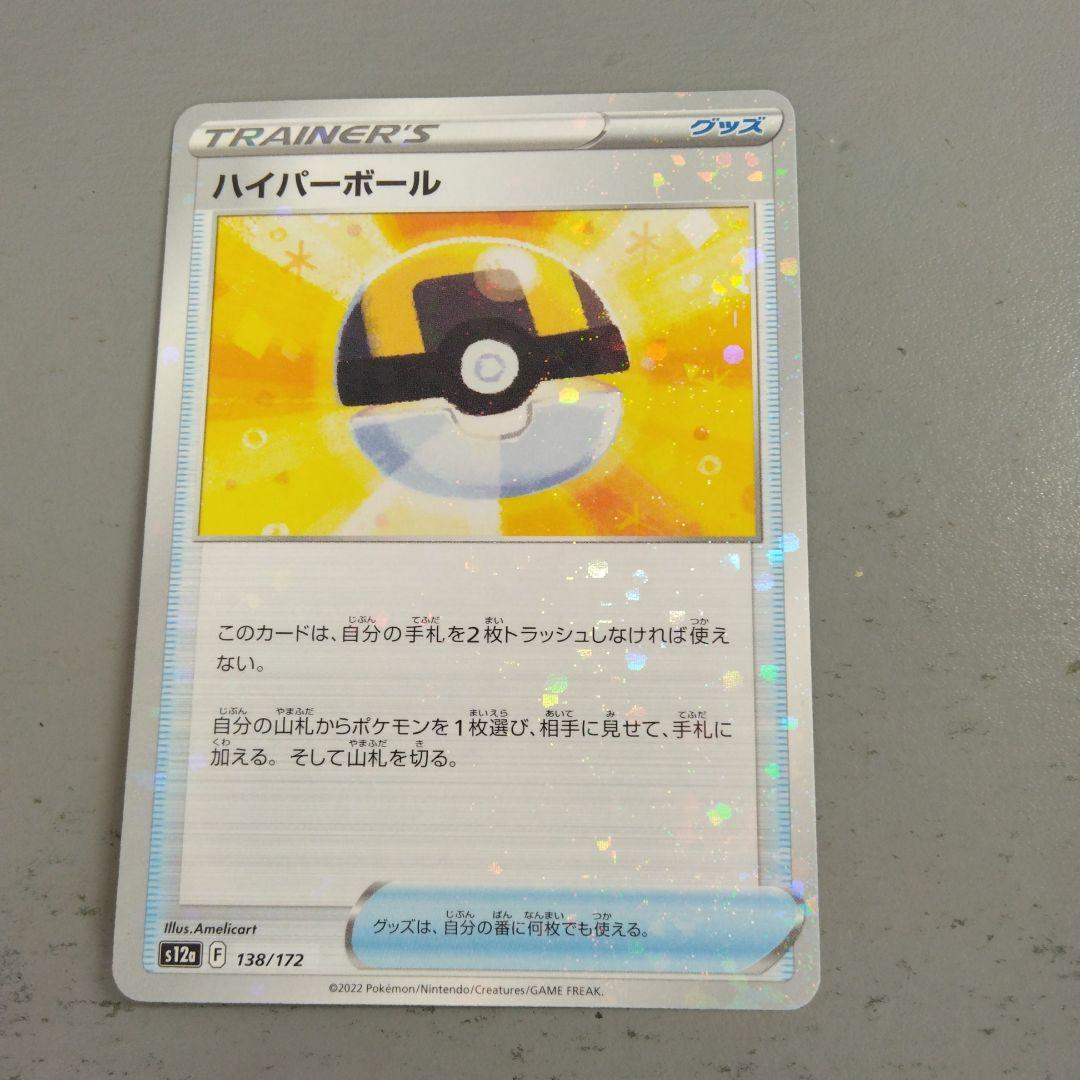 TRAINER'S グッズ
ハイパーボール
このカードは、自分の手札を2枚トラッシュしなければ使え
ない。
自分の山札からポケモンを1枚選び、相手に見せて、手札に
加える。そして山札を切る。
グッズは、自分の番に何枚でも使える。
Illus.Amelicart
s12a F 138/172
©2022 Pokémon/Nintendo/Creatures/GAME FREAK.